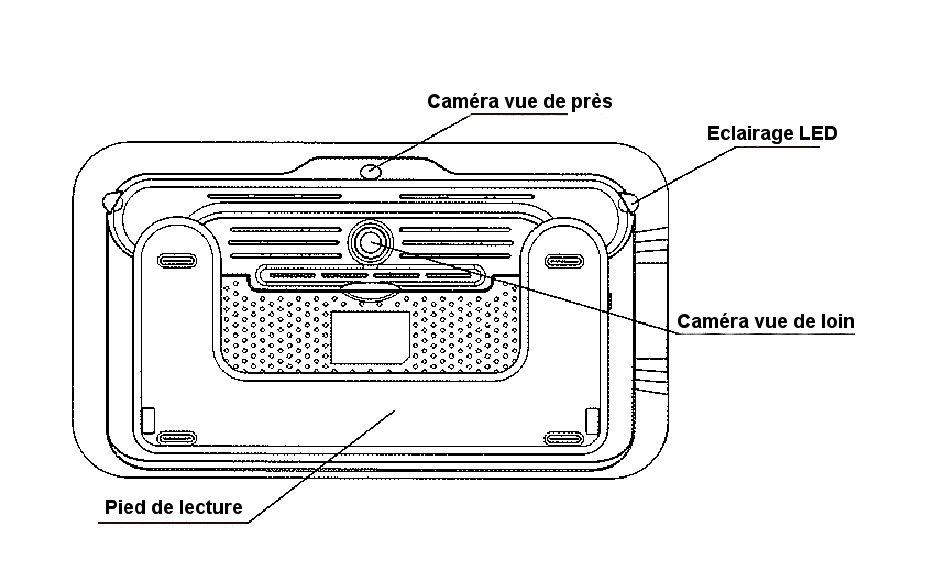 Caméra vue de près
Eclairage LED
Caméra vue de loin
Pied de lecture